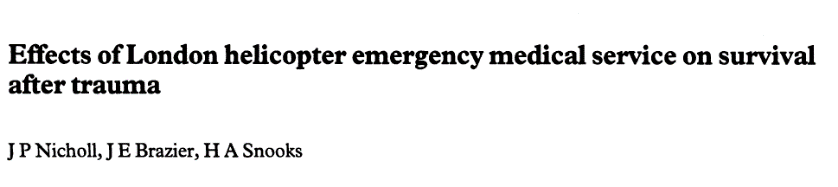 Effects of London helicopter emergency medical service on survival
after trauma
J P Nicholl, J E Brazier, H A Snooks